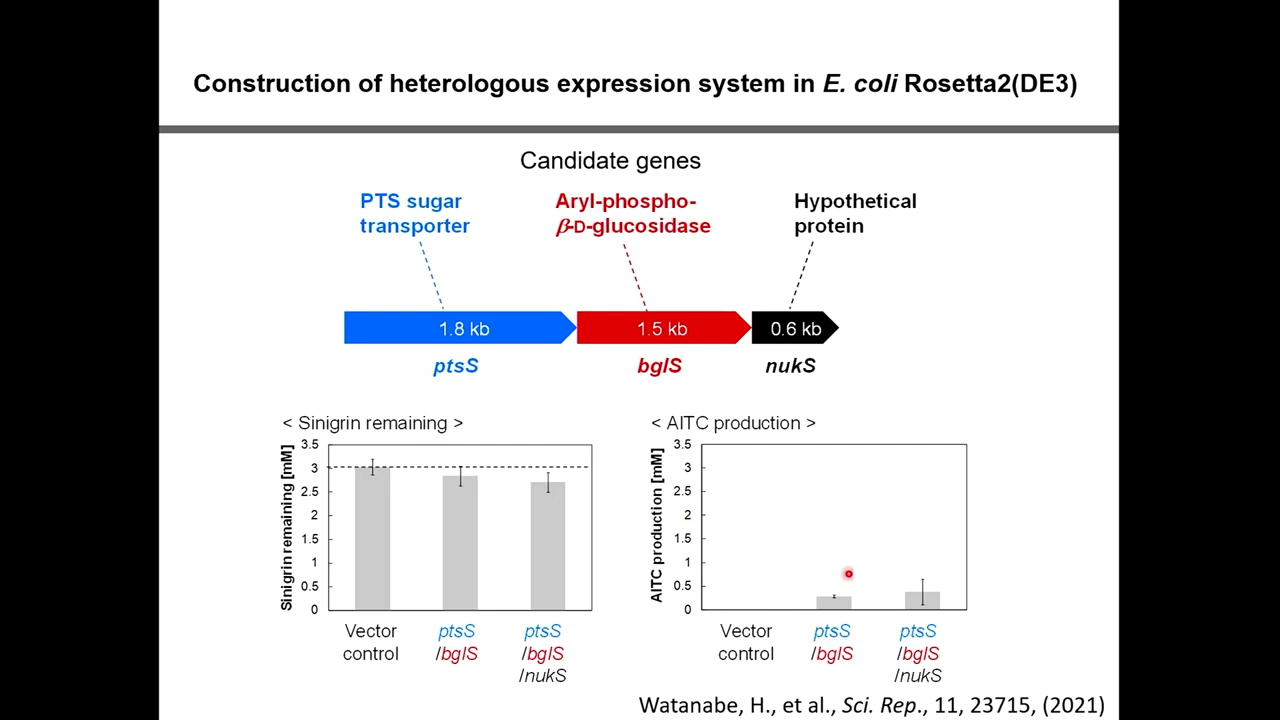 Construction of heterologous expression system in E. coli Rosetta2(DE3)
Candidate genes
PTS sugar
transporter
Aryl-phospho-
β-D-glucosidase
Hypothetical
protein
1.8 kb
1.5 kb
0.6 kb
ptsS
bglS
nukS
< Sinigrin remaining >
Sinigrin remaining [mM]
3.5
3
2.5
2
1.5
1
0.5
0
Vector
control
ptsS
/bglS
ptsS
/bglS
/nukS
< AITC production >
AITC production [mM]
3.5
3
2.5
2
1.5
1
0.5
0
Vector
control
ptsS
/bglS
ptsS
/bglS
/nukS
Watanabe, H., et al., Sci. Rep., 11, 23715, (2021)